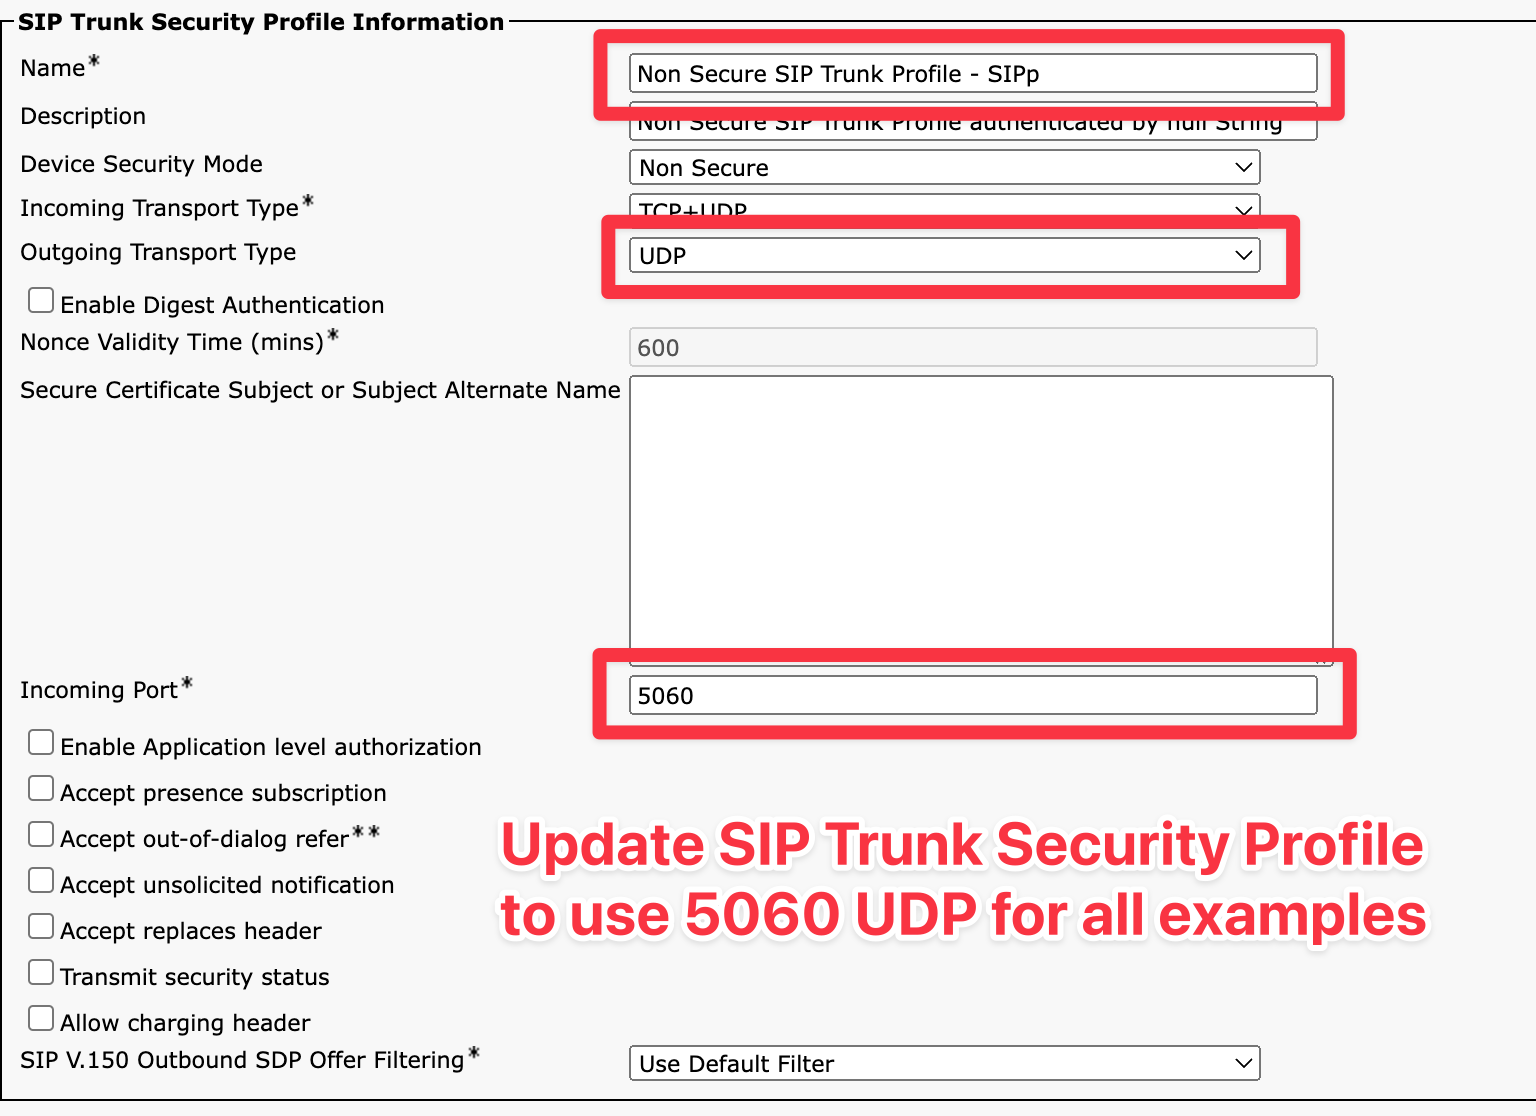 SIP Trunk Security Profile Information
Name* Non Secure SIP Trunk Profile - SIPp
Description Non Secure SIP Trunk Profile authenticated by null String
Device Security Mode Non Secure
Incoming Transport Type* TCP+UDP
Outgoing Transport Type UDP
Enable Digest Authentication
Nonce Validity Time (mins)* 600
Secure Certificate Subject or Subject Alternate Name
Incoming Port* 5060
Enable Application level authorization
Accept presence subscription
Accept out-of-dialog refer**
Accept unsolicited notification
Accept replaces header
Transmit security status
Allow charging header
SIP V.150 Outbound SDP Offer Filtering* Use Default Filter
Update SIP Trunk Security Profile
to use 5060 UDP for all examples